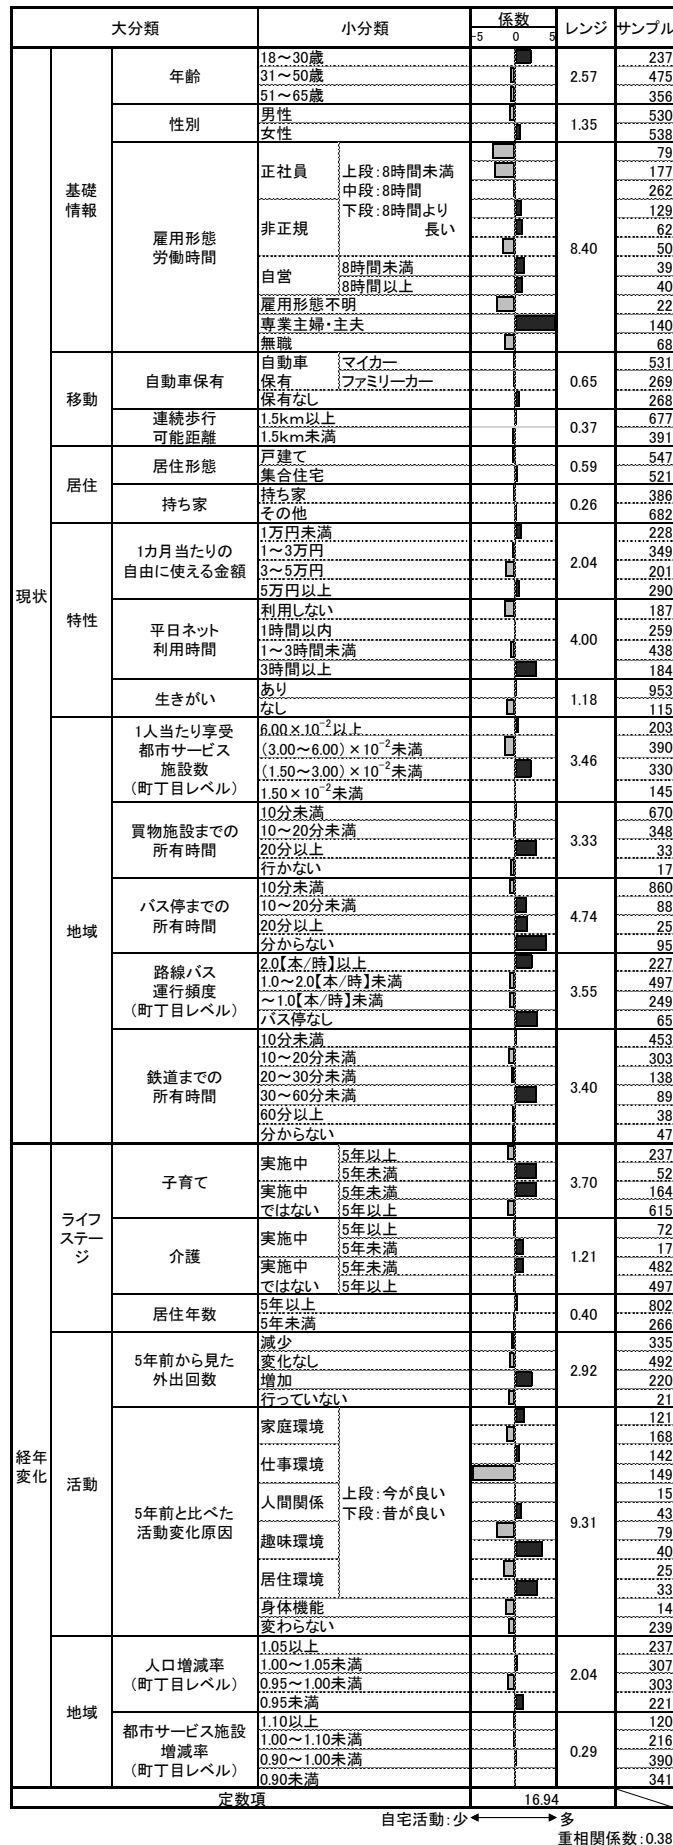 大分類 小分類 係数 レンジ サンプル
-5 0 5
現状
基礎情報
年齢 2.57
18～30歳 237
31～50歳 475
51～65歳 356
性別 1.35
男性 530
女性 538
雇用形態
労働時間 8.40
正社員 上段:8時間未満 79
中段:8時間 177
下段:8時間より長い 262
非正規 129
62
50
自営 8時間未満 39
8時間以上 40
雇用形態不明 22
専業主婦・主夫 140
無職 68
移動
自動車保有 0.65
自動車保有 マイカー 531
ファミリーカー 269
保有なし 268
連続歩行
可能距離 0.37
1.5km以上 677
1.5km未満 391
居住
居住形態 0.59
戸建て 547
集合住宅 521
持ち家 0.26
持ち家 386
その他 682
特性
1カ月当たりの
自由に使える金額 2.04
1万円未満 228
1～3万円 349
3～5万円 201
5万円以上 290
平日ネット
利用時間 4.00
利用しない 187
1時間以内 259
1～3時間未満 438
3時間以上 184
生きがい 1.18
あり 953
なし 115
地域
1人当たり享受
都市サービス
施設数
(町丁目レベル) 3.46
6.00×10⁻²以上 203
(3.00～6.00)×10⁻²未満 390
(1.50～3.00)×10⁻²未満 330
1.50×10⁻²未満 145
買物施設までの
所有時間 3.33
10分未満 670
10～20分未満 348
20分以上 33
行かない 17
バス停までの
所有時間 4.74
10分未満 860
10～20分未満 88
20分以上 25
分からない 95
路線バス
運行頻度
(町丁目レベル) 3.55
2.0【本/時】以上 227
1.0～2.0【本/時】未満 497
～1.0【本/時】未満 249
バス停なし 65
鉄道までの
所有時間 3.40
10分未満 453
10～20分未満 303
20～30分未満 138
30～60分未満 89
60分以上 38
分からない 47
経年変化
ライフステージ
子育て 3.70
実施中 5年以上 237
5年未満 52
実施中ではない 5年未満 164
5年以上 615
介護 1.21
実施中 5年以上 72
5年未満 17
実施中ではない 5年未満 482
5年以上 497
居住年数 0.40
5年以上 802
5年未満 266
活動
5年前から見た
外出回数 2.92
減少 335
変化なし 492
増加 220
行っていない 21
5年前と比べた
活動変化原因 9.31
上段:今が良い
下段:昔が良い
家庭環境 121
168
仕事環境 142
149
人間関係 15
43
趣味環境 79
40
居住環境 25
33
身体機能 14
変わらない 239
地域
人口増減率
(町丁目レベル) 2.04
1.05以上 237
1.00～1.05未満 307
0.95～1.00未満 303
0.95未満 221
都市サービス施設
増減率
(町丁目レベル) 0.29
1.10以上 120
1.00～1.10未満 216
0.90～1.00未満 390
0.90未満 341
定数項 16.94
自宅活動:少 多
重相関係数:0.38